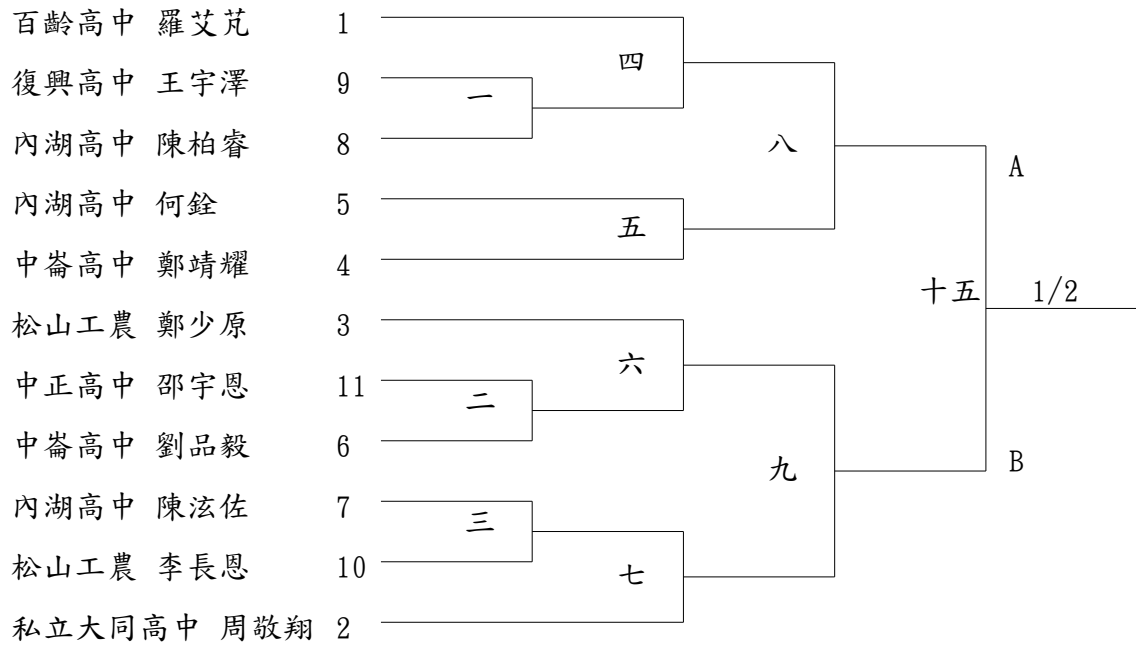 百齡高中 羅艾芃 1
四
復興高中 王宇澤 9
一
內湖高中 陳柏睿 8
八
A
內湖高中 何銓 5
五
中崙高中 鄭靖耀 4
十五 1/2
松山工農 鄭少原 3
六
中正高中 邵宇恩 11
二
中崙高中 劉品毅 6
九
B
內湖高中 陳泫佐 7
三
松山工農 李長恩 10
七
私立大同高中 周敬翔 2